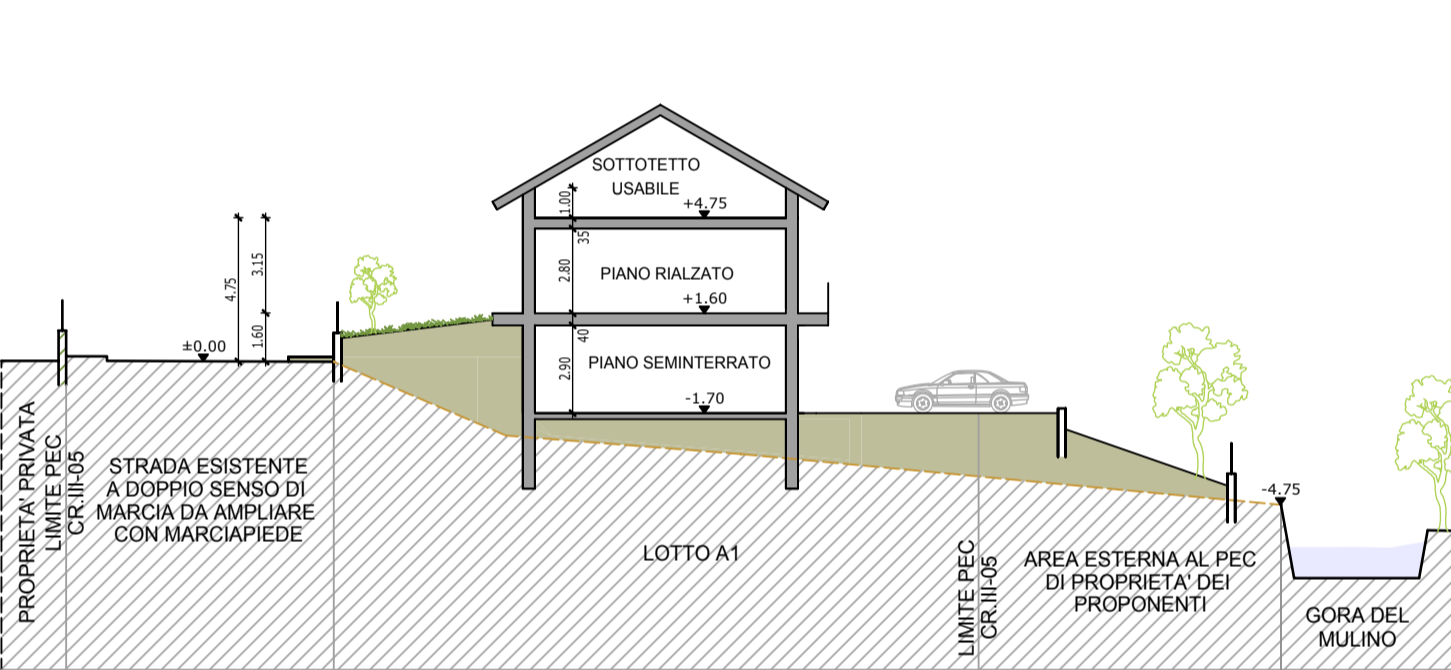 SOTTOTETTO
USABILE
1.00
+4.75
35
PIANO RIALZATO
2.80
+1.60
40
PIANO SEMINTERRATO
2.90
-1.70
4.75
3.15
1.60
±0.00
PROPRIETA' PRIVATA
LIMITE PEC
CR.III-05
STRADA ESISTENTE
A DOPPIO SENSO DI
MARCIA DA AMPLIARE
CON MARCIAPIEDE
LOTTO A1
LIMITE PEC
CR.III-05
AREA ESTERNA AL PEC
DI PROPRIETA' DEI
PROPONENTI
-4.75
GORA DEL
MULINO